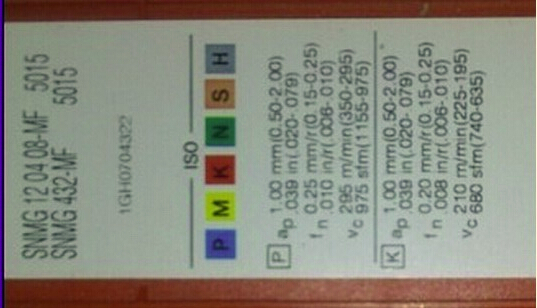 SNMG 12 04 08-MF 5015
SNMG 432-MF 5015
1GH0704322
ISO
P M K N S H
P ap 1.00 mm(0.50-2.00)
.039 in(.020-.079)
fn 0.25 mm/r(0.15-0.25)
.010 in/r(.006-.010)
vc 295 m/min(350-295)
975 sfm(1155-975)
K ap 1.00 mm(0.50-2.00)
.039 in(.020-.079)
fn 0.20 mm/r(0.15-0.25)
.008 in/r(.006-.010)
vc 210 m/min(225-195)
680 sfm(740-635)